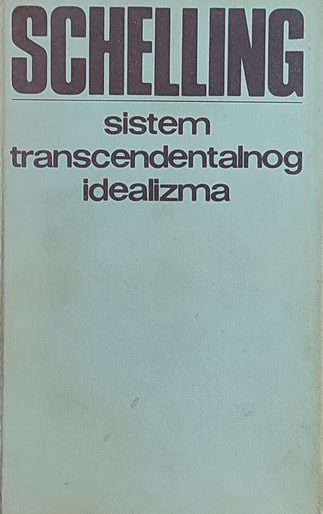 SCHELLING
sistem
transcendentalnog
idealizma